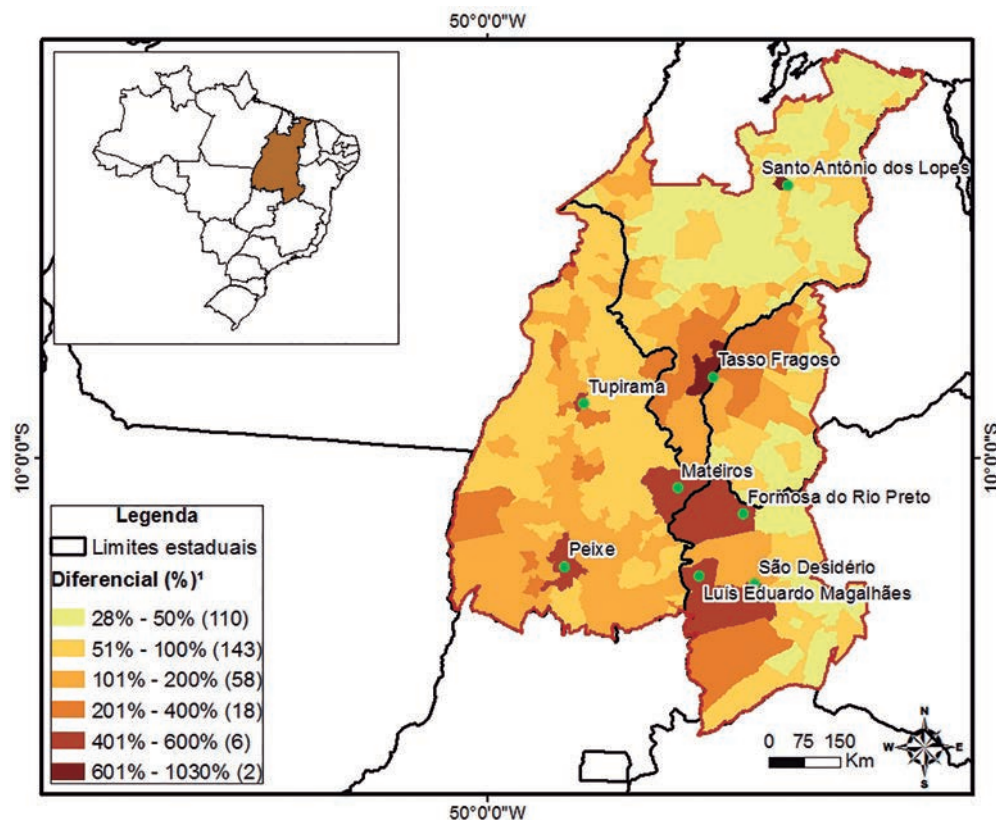 50°0'0"W
Santo Antônio dos Lopes
Tasso Fragoso
Tupirama
10°0'0"S
10°0'0"S
Mateiros
Formosa do Rio Preto
Peixe
São Desidério
Luís Eduardo Magalhães
Legenda
Limites estaduais
Diferencial (%)¹
28% - 50% (110)
51% - 100% (143)
101% - 200% (58)
201% - 400% (18)
401% - 600% (6)
601% - 1030% (2)
N
W
E
S
0 75 150
Km
50°0'0"W